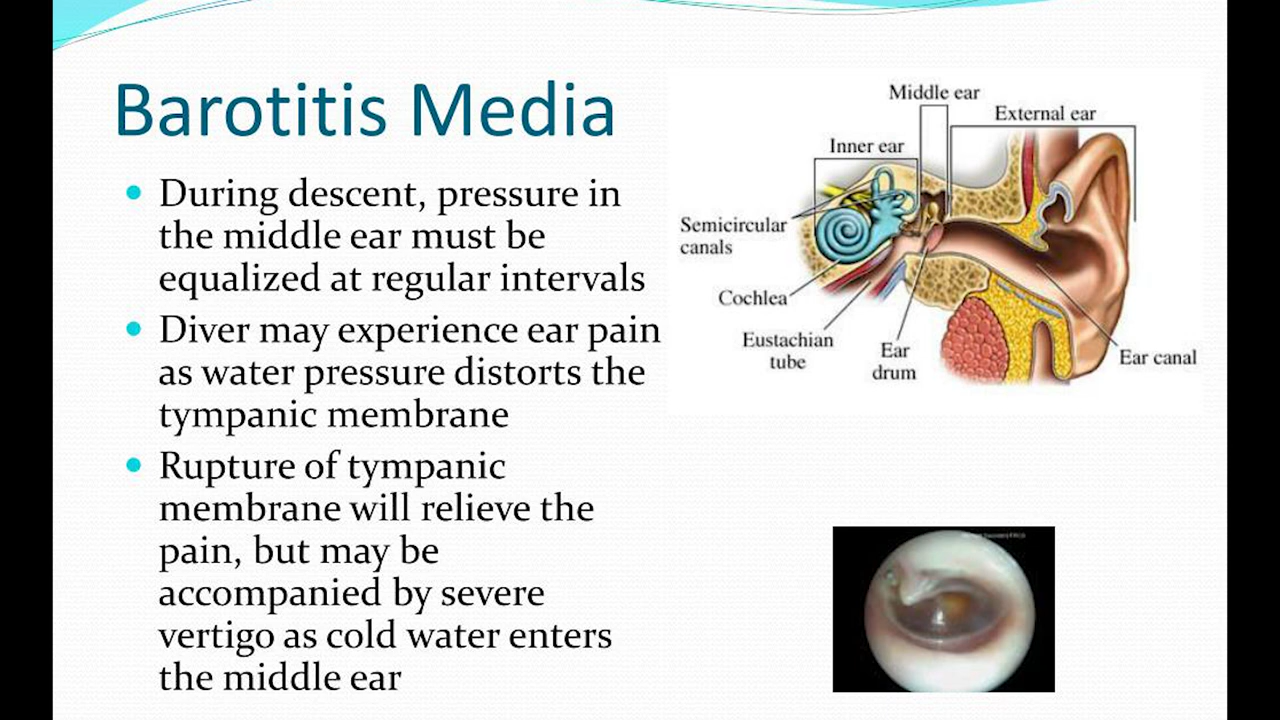 Barotitis Media
During descent, pressure in
the middle ear must be
equalized at regular intervals
Diver may experience ear pain
as water pressure distorts the
tympanic membrane
Rupture of tympanic
membrane will relieve the
pain, but may be
accompanied by severe
vertigo as cold water enters
the middle ear
Middle ear
External ear
Inner ear
Semicircular
canals
Cochlea
Eustachian
tube
Ear
drum
Ear canal